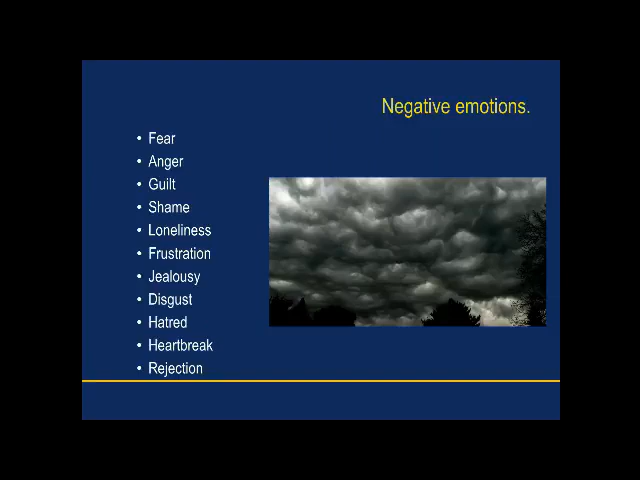 Negative emotions.
• Fear
• Anger
• Guilt
• Shame
• Loneliness
• Frustration
• Jealousy
• Disgust
• Hatred
• Heartbreak
• Rejection